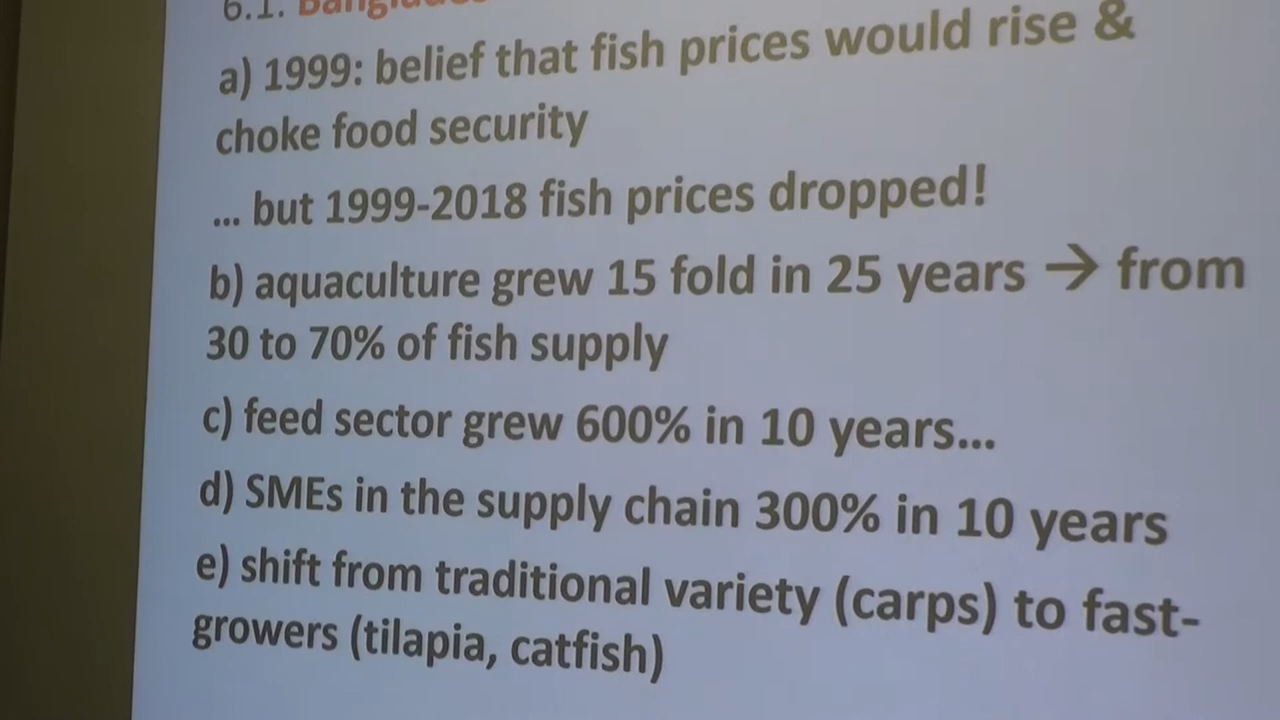 6.1. Banglades
a) 1999: belief that fish prices would rise &
choke food security
... but 1999-2018 fish prices dropped!
b) aquaculture grew 15 fold in 25 years → from
30 to 70% of fish supply
c) feed sector grew 600% in 10 years...
d) SMEs in the supply chain 300% in 10 years
e) shift from traditional variety (carps) to fast-
growers (tilapia, catfish)